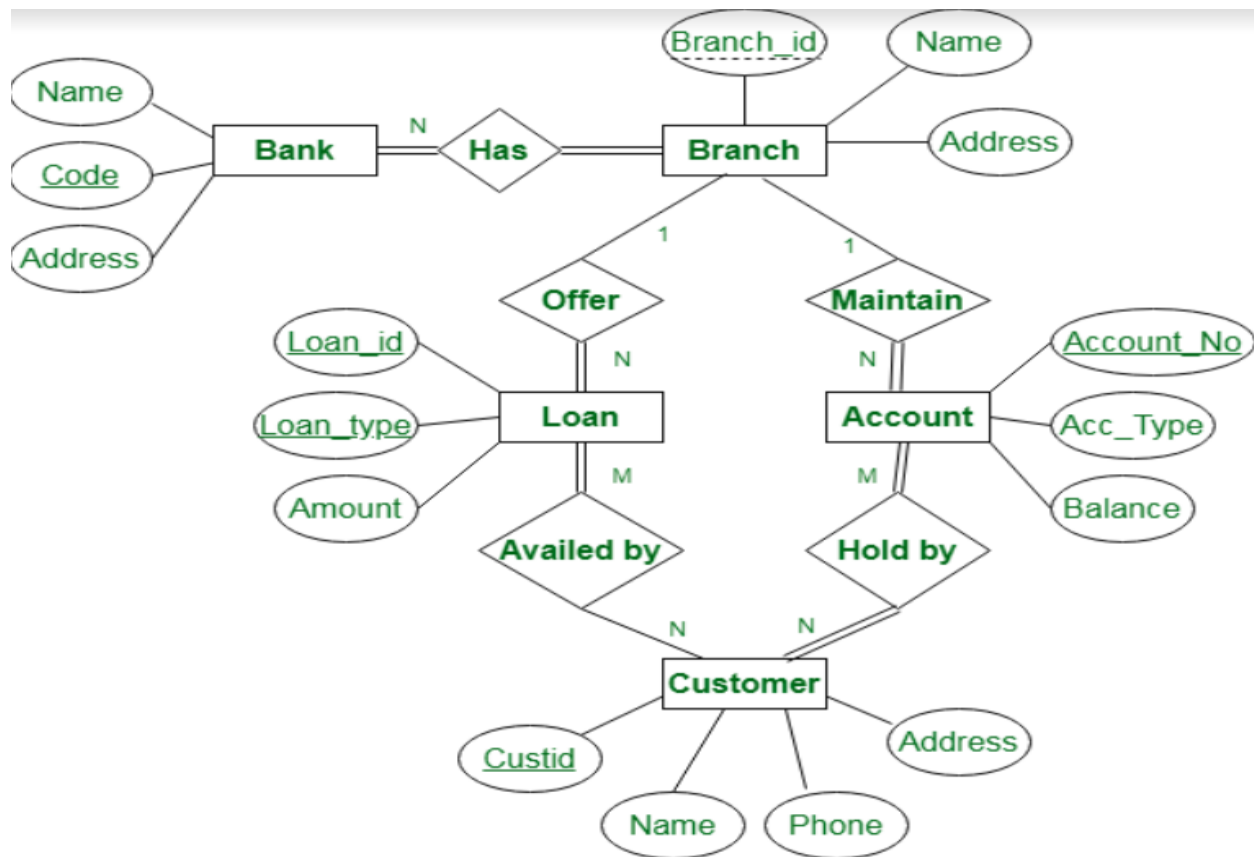 Branch_id
Name
Name
Bank
N
Has
Branch
Address
Code
Address
1
1
Offer
Maintain
Loan_id
N
N
Account_No
Loan_type
Loan
Account
Acc_Type
M
M
Amount
Balance
Availed by
Hold by
N
N
Customer
Custid
Address
Name
Phone